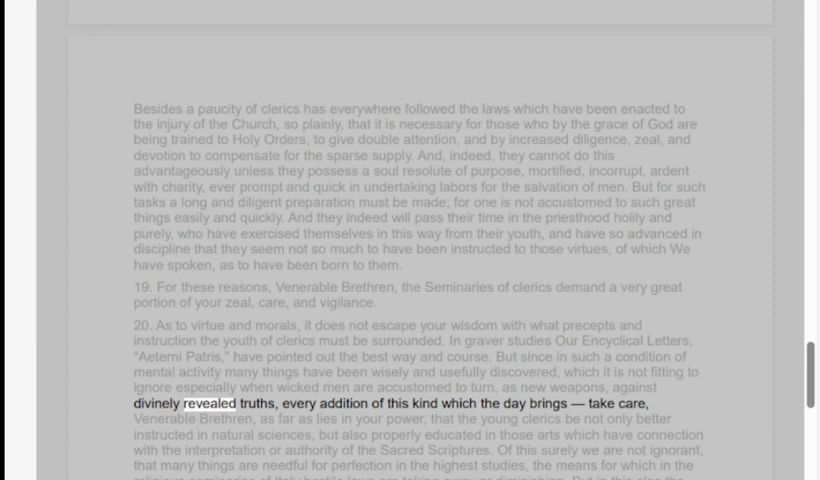 Besides a paucity of clerics has everywhere followed the laws which have been enacted to
the injury of the Church, so plainly, that it is necessary for those who by the grace of God are
being trained to Holy Orders, to give double attention, and by increased diligence, zeal, and
devotion to compensate for the sparse supply. And, indeed, they cannot do this
advantageously unless they possess a soul resolute of purpose, mortified, incorrupt, ardent
with charity, ever prompt and quick in undertaking labors for the salvation of men. But for such
tasks a long and diligent preparation must be made; for one is not accustomed to such great
things easily and quickly. And they indeed will pass their time in the priesthood holily and
purely, who have exercised themselves in this way from their youth, and have so advanced in
discipline that they seem not so much to have been instructed to those virtues, of which We
have spoken, as to have been born to them.
19. For these reasons, Venerable Brethren, the Seminaries of clerics demand a very great
portion of your zeal, care, and vigilance.
20. As to virtue and morals, it does not escape your wisdom with what precepts and
instruction the youth of clerics must be surrounded. In graver studies Our Encyclical Letters,
“Aeterni Patris,” have pointed out the best way and course. But since in such a condition of
mental activity many things have been wisely and usefully discovered, which it is not fitting to
ignore especially when wicked men are accustomed to turn, as new weapons, against
divinely revealed truths, every addition of this kind which the day brings — take care,
Venerable Brethren, as far as lies in your power, that the young clerics be not only better
instructed in natural sciences, but also properly educated in those arts which have connection
with the interpretation or authority of the Sacred Scriptures. Of this surely we are not ignorant,
that many things are needful for perfection in the highest studies, the means for which in the
religious seminaries of Italy hostile laws are taking away or diminishing. But in this also the